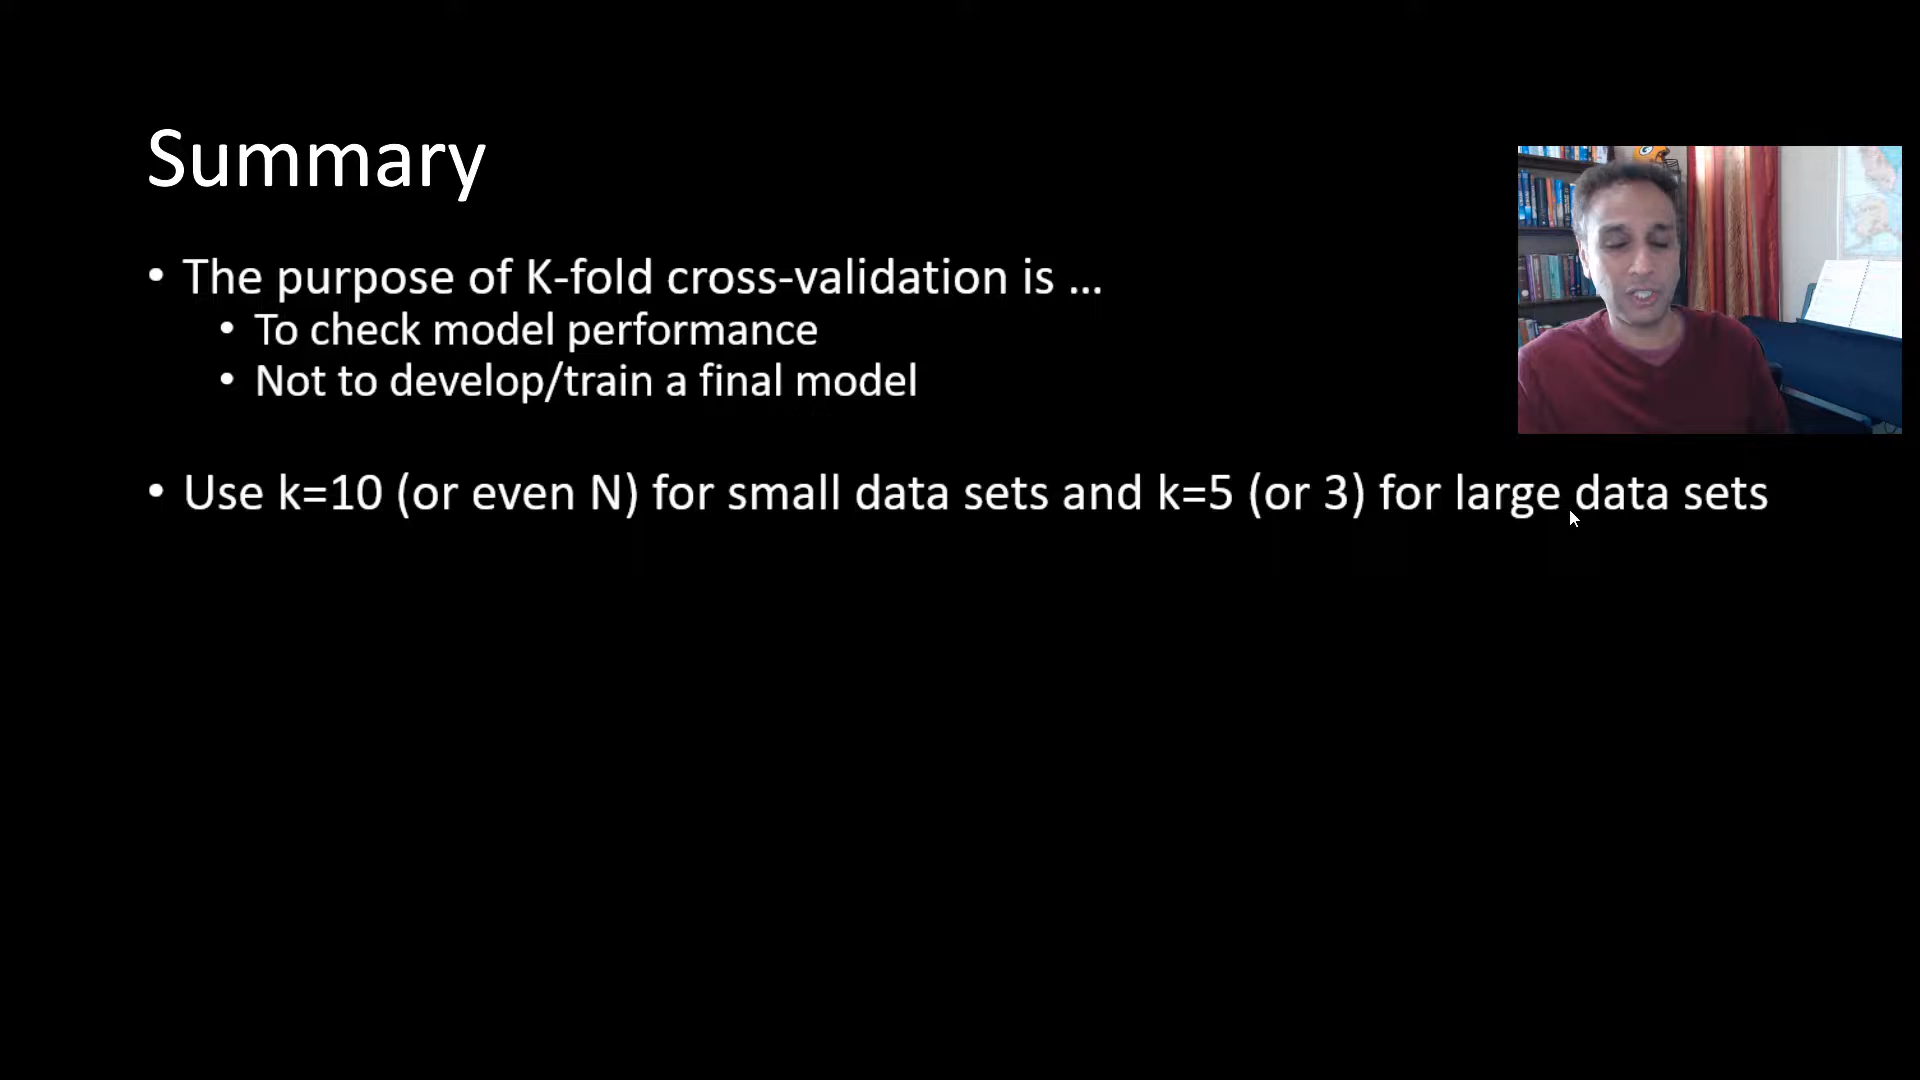 Summary
• The purpose of K-fold cross-validation is ...
• To check model performance
• Not to develop/train a final model
• Use k=10 (or even N) for small data sets and k=5 (or 3) for large data sets